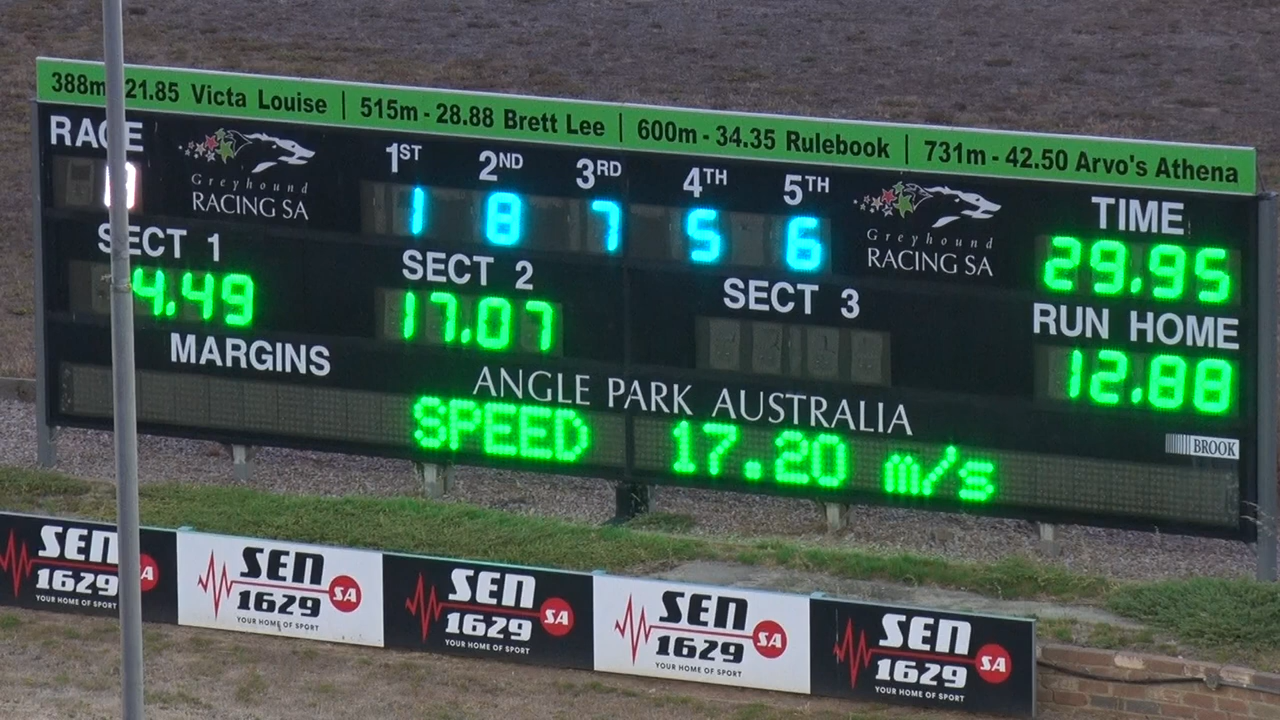 388m 21.85 Victa Louise | 515m - 28.88 Brett Lee | 600m - 34.35 Rulebook | 731m - 42.50 Arvo's Athena
RACE
Greyhound
RACING SA
1ST 2ND 3RD 4TH 5TH
1 8 7 5 6
Greyhound
RACING SA
TIME
29.95
SECT 1
4.49
SECT 2
17.07
SECT 3
RUN HOME
12.88
MARGINS
ANGLE PARK AUSTRALIA
SPEED 17.20 m/s
BROOK
SEN
1629 SA
YOUR HOME OF SPORT
SEN
1629 SA
YOUR HOME OF SPORT
SEN
1629 SA
YOUR HOME OF SPORT
SEN
1629 SA
YOUR HOME OF SPORT
SEN
1629 SA
YOUR HOME OF SPORT